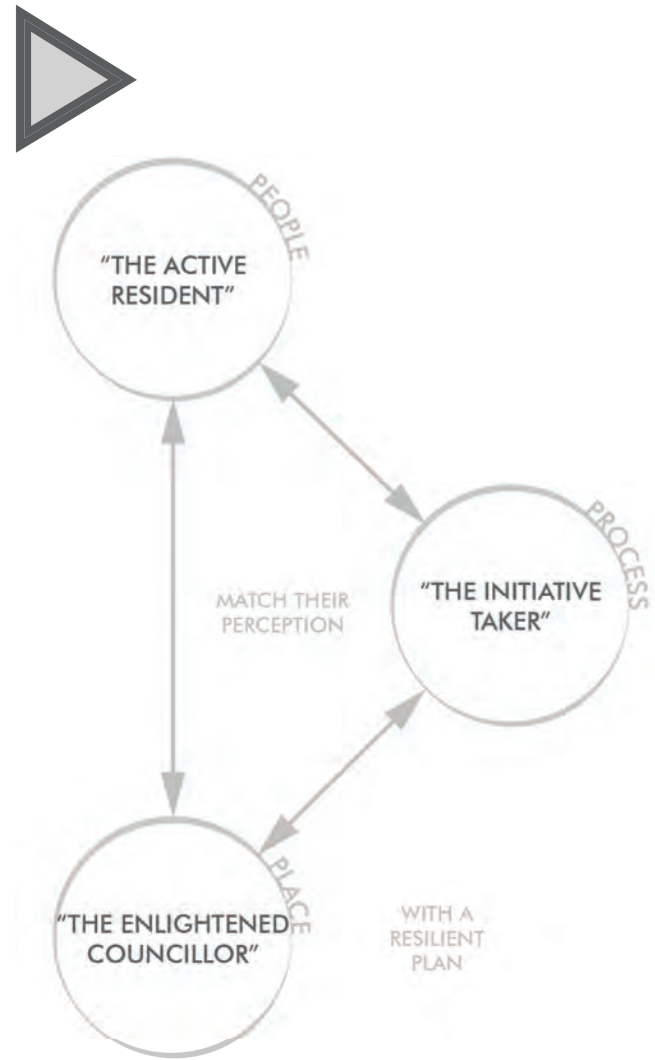 PEOPLE
“THE ACTIVE
RESIDENT”
PROCESS
“THE INITIATIVE
TAKER”
MATCH THEIR
PERCEPTION
PLACE
“THE ENLIGHTENED
COUNCILLOR”
WITH A
RESILIENT
PLAN